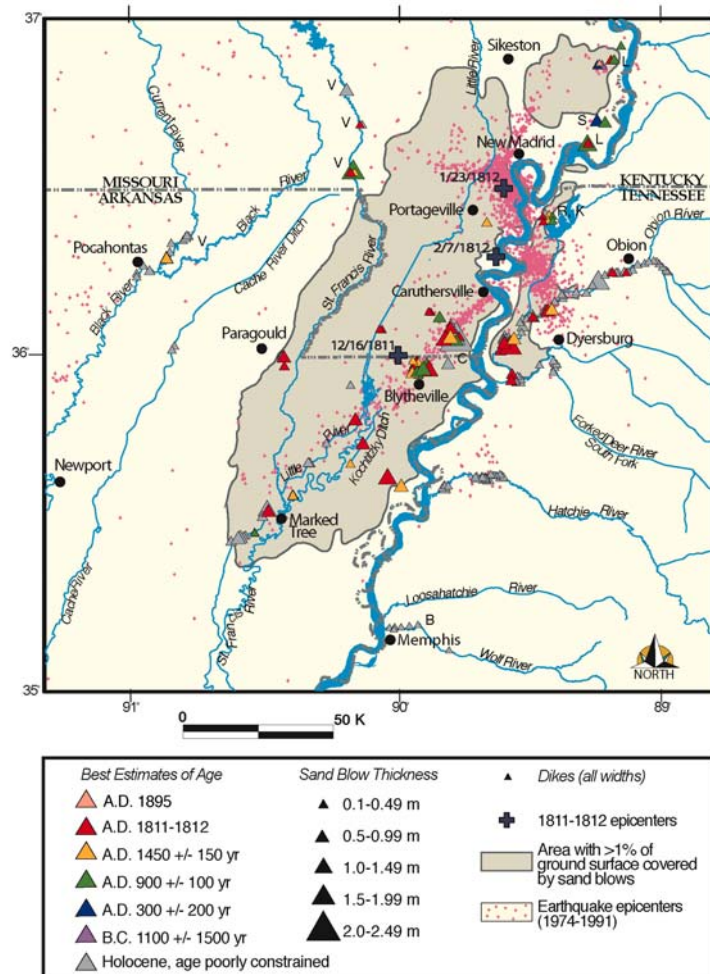 37
Sikeston
Little River
L
V
Current River
V
S
L
New Madrid
V
1/23/1812
MISSOURI
ARKANSAS
KENTUCKY
TENNESSEE
Black River
Portageville
R, K
Obion River
Pocahontas
V
Cache River Ditch
2/7/1812
Obion
St. Francis River
Black River
Caruthersville
Paragould
12/16/1811
Dyersburg
36
C
Blytheville
Little River
Kochtitzky Ditch
Forked Deer River
South Fork
Newport
Marked
Tree
Hatchie River
Cache River
St. Francis River
Loosahatchie River
B
Memphis
Wolf River
NORTH
35'
91'
90'
89
0 50 K
Best Estimates of Age
A.D. 1895
A.D. 1811-1812
A.D. 1450 +/- 150 yr
A.D. 900 +/- 100 yr
A.D. 300 +/- 200 yr
B.C. 1100 +/- 1500 yr
Holocene, age poorly constrained
Sand Blow Thickness
0.1-0.49 m
0.5-0.99 m
1.0-1.49 m
1.5-1.99 m
2.0-2.49 m
Dikes (all widths)
1811-1812 epicenters
Area with >1% of
ground surface covered
by sand blows
Earthquake epicenters
(1974-1991)